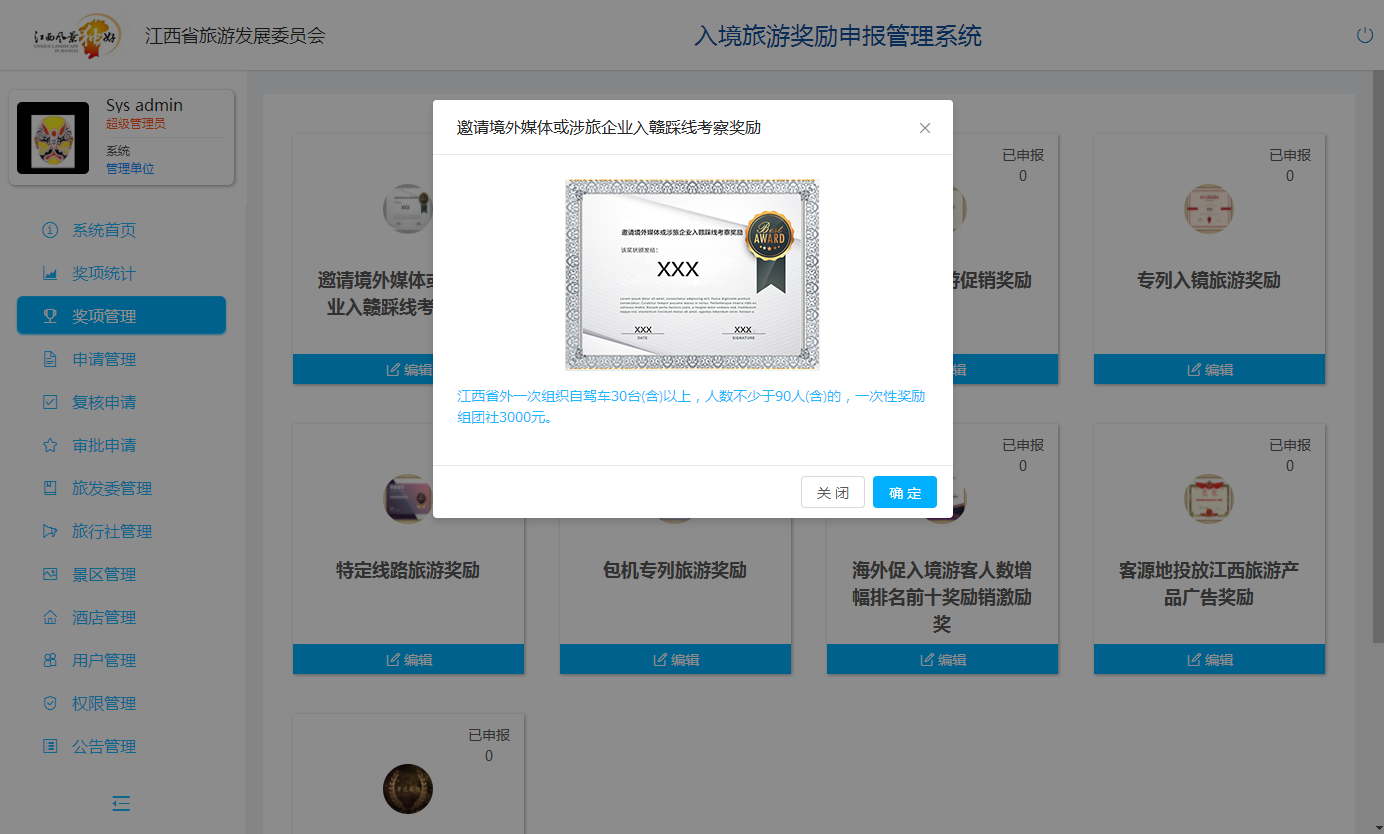 江西风景独好
江西省旅游发展委员会
入境旅游奖励申报管理系统
Sys admin
超级管理员
系统
管理单位
系统首页
奖项统计
奖项管理
申请管理
复核申请
审批申请
旅发委管理
旅行社管理
景区管理
酒店管理
用户管理
权限管理
公告管理
邀请境外媒体或涉旅企业入赣踩线考察奖励
邀请境外媒体或涉旅企业入赣踩线考察奖励
该奖状颁发给:
XXX
Best
AWARD
XXX
DATE
XXX
SIGNATURE
江西省外一次组织自驾车30台(含)以上，人数不少于90人(含)的，一次性奖励
组团社3000元。
关 闭
确 定
邀请境外媒体或
业入赣踩线考
编辑
已申报
0
游促销奖励
编辑
已申报
0
专列入镜旅游奖励
编辑
特定线路旅游奖励
编辑
包机专列旅游奖励
编辑
已申报
0
海外促入境游客人数增
幅排名前十奖励销激励
奖
编辑
已申报
0
客源地投放江西旅游产
品广告奖励
编辑
已申报
0